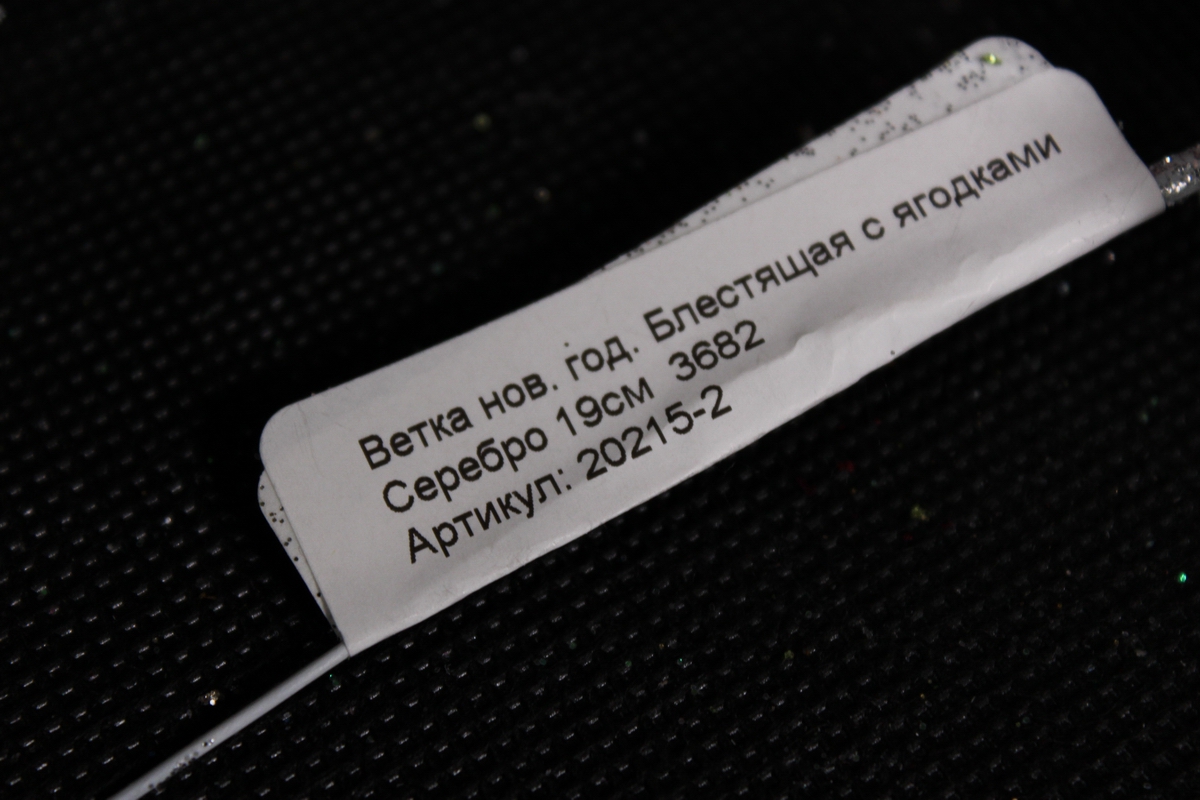 Ветка нов. год. Блестящая с ягодками
Серебро 19см 3682
Артикул: 20215-2